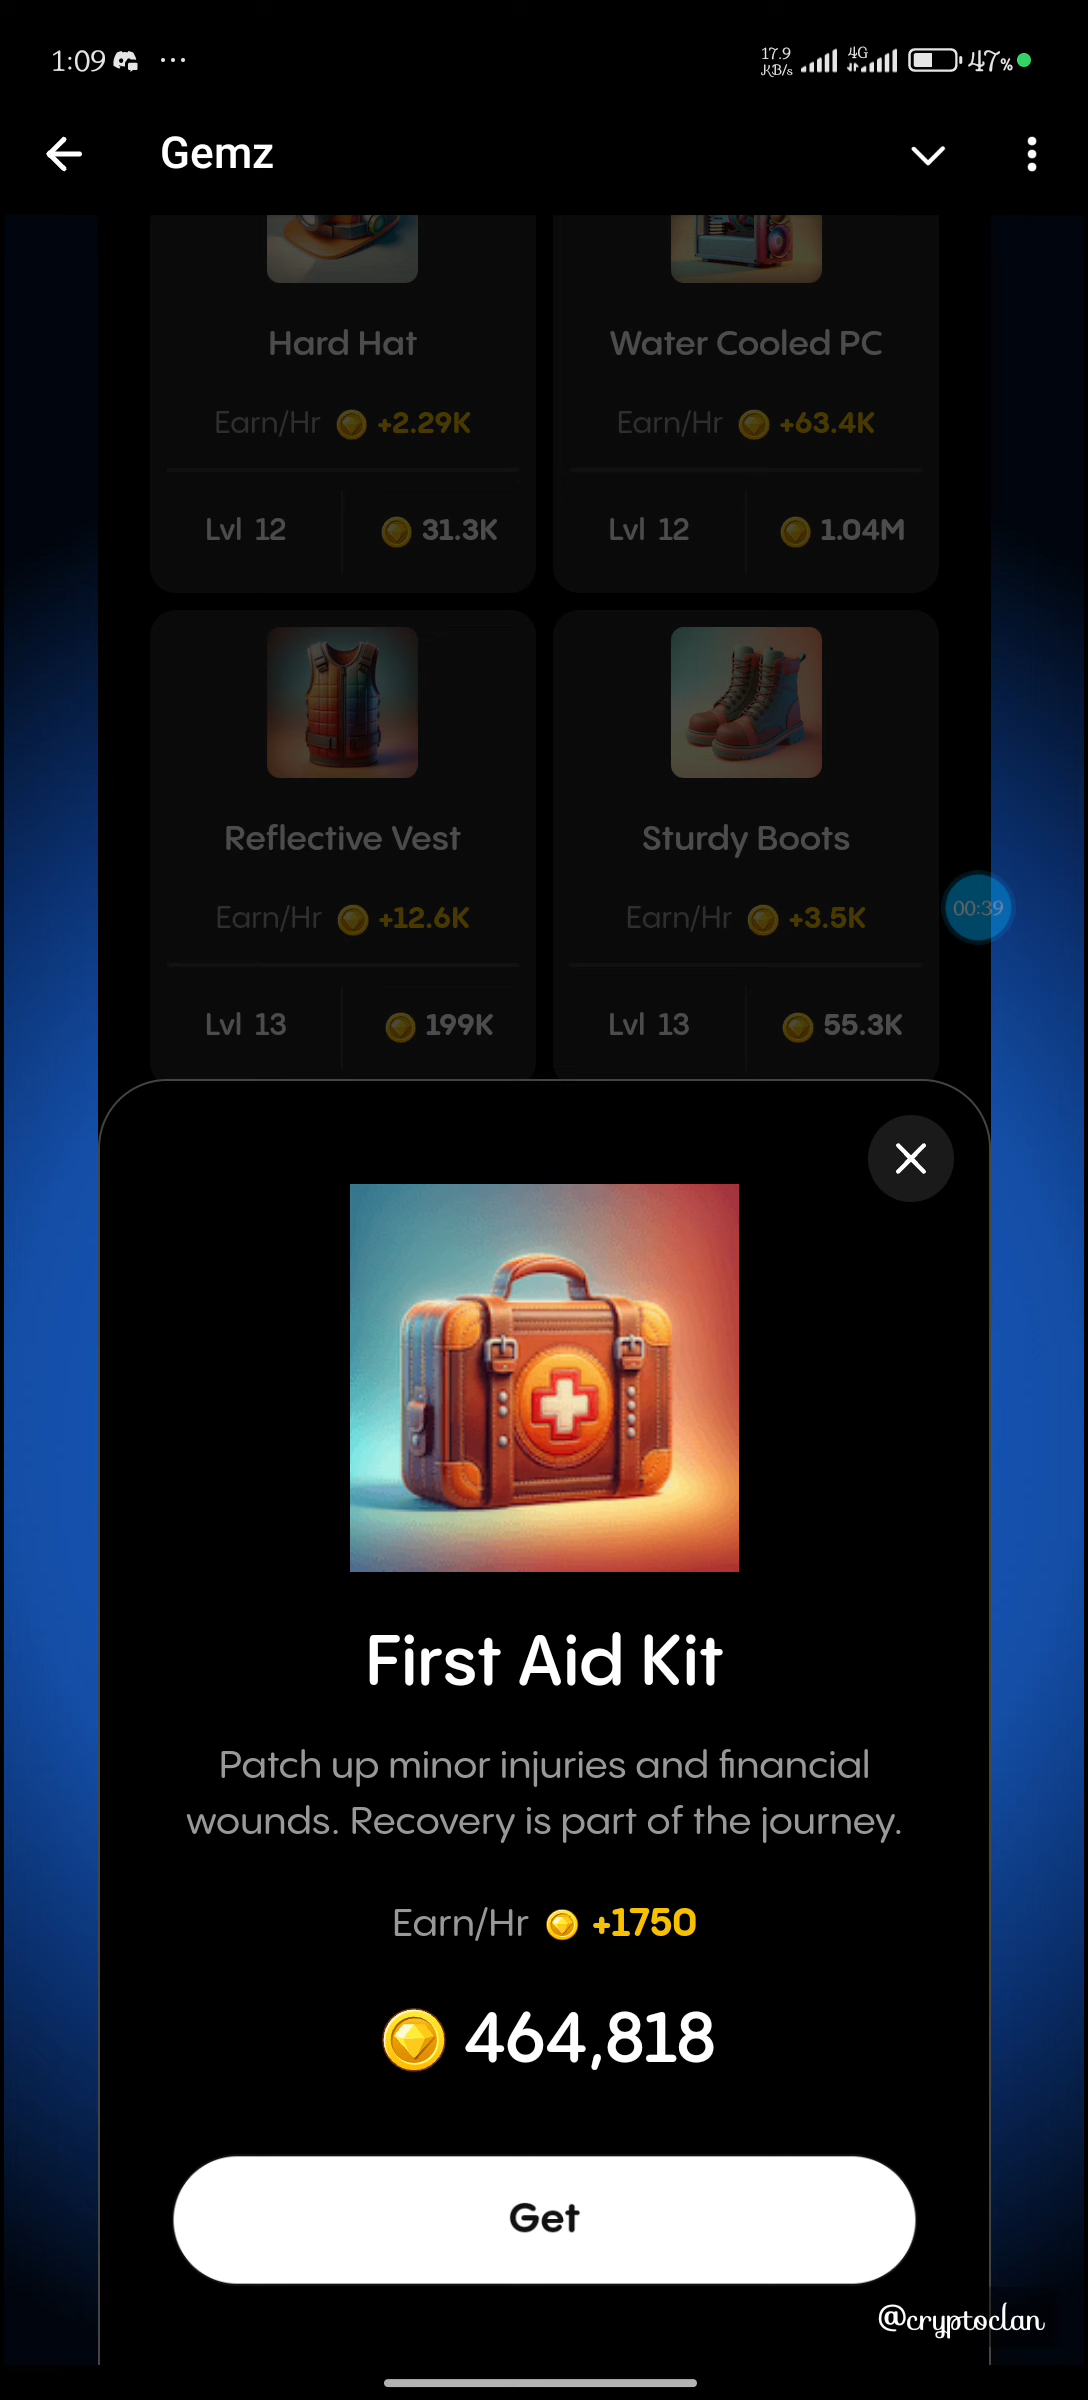 1:09 ... 17.9 KB/s 4G 47%
Gemz
Hard Hat Water Cooled PC
Earn/Hr +2.29K Earn/Hr +63.4K
Lvl 12 31.3K Lvl 12 1.04M
Reflective Vest Sturdy Boots
Earn/Hr +12.6K Earn/Hr +3.5K
00:39
Lvl 13 199K Lvl 13 55.3K
First Aid Kit
Patch up minor injuries and financial
wounds. Recovery is part of the journey.
Earn/Hr +1750
464,818
Get
@cryptoclan